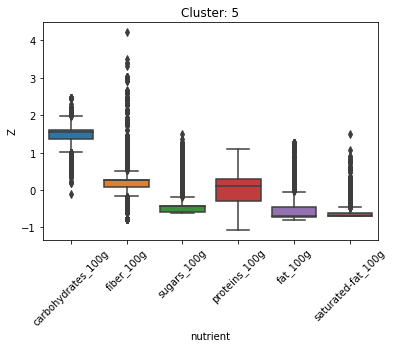 Cluster: 5
Z
4
3
2
1
0
−1
carbohydrates_100g
fiber_100g
sugars_100g
proteins_100g
fat_100g
saturated-fat_100g
nutrient